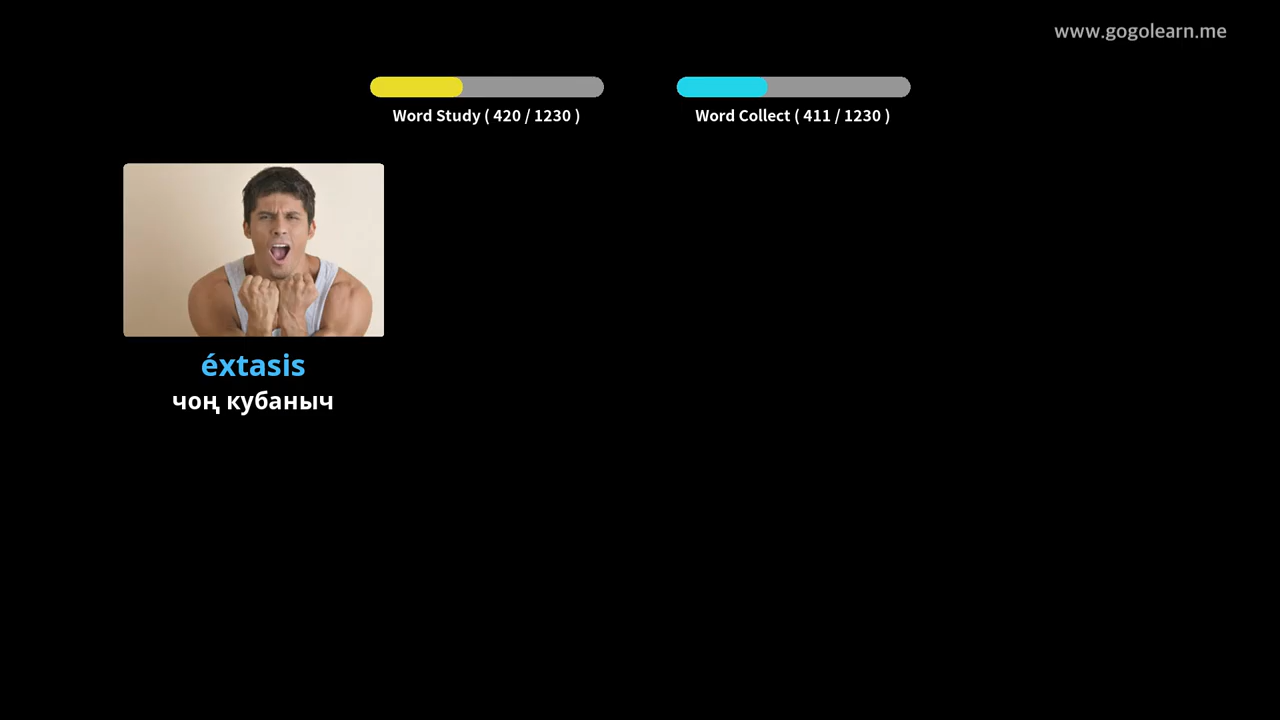 www.gogolearn.me
Word Study ( 420 / 1230 )
Word Collect ( 411 / 1230 )
éxtasis
чоң кубаныч